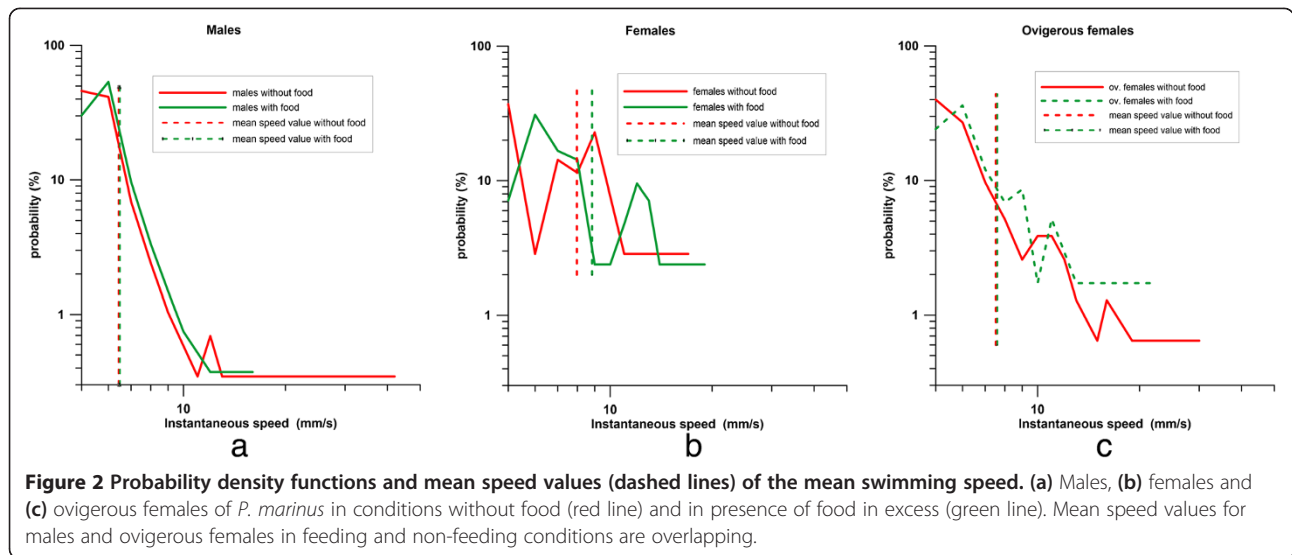 Males
100
10
1
probability (%)
males without food
males with food
mean speed value without food
mean speed value with food
10
Instantaneous speed (mm/s)
a
Females
100
10
1
probability (%)
females without food
females with food
mean speed value without food
mean speed value with food
10
Instantaneous speed (mm/s)
b
Ovigerous females
100
10
1
probability (%)
ov. females without food
ov. females with food
mean speed value without food
mean speed value with food
10
Instantaneous speed (mm/s)
c
Figure 2 Probability density functions and mean speed values (dashed lines) of the mean swimming speed. (a) Males, (b) females and
(c) ovigerous females of P. marinus in conditions without food (red line) and in presence of food in excess (green line). Mean speed values for
males and ovigerous females in feeding and non-feeding conditions are overlapping.